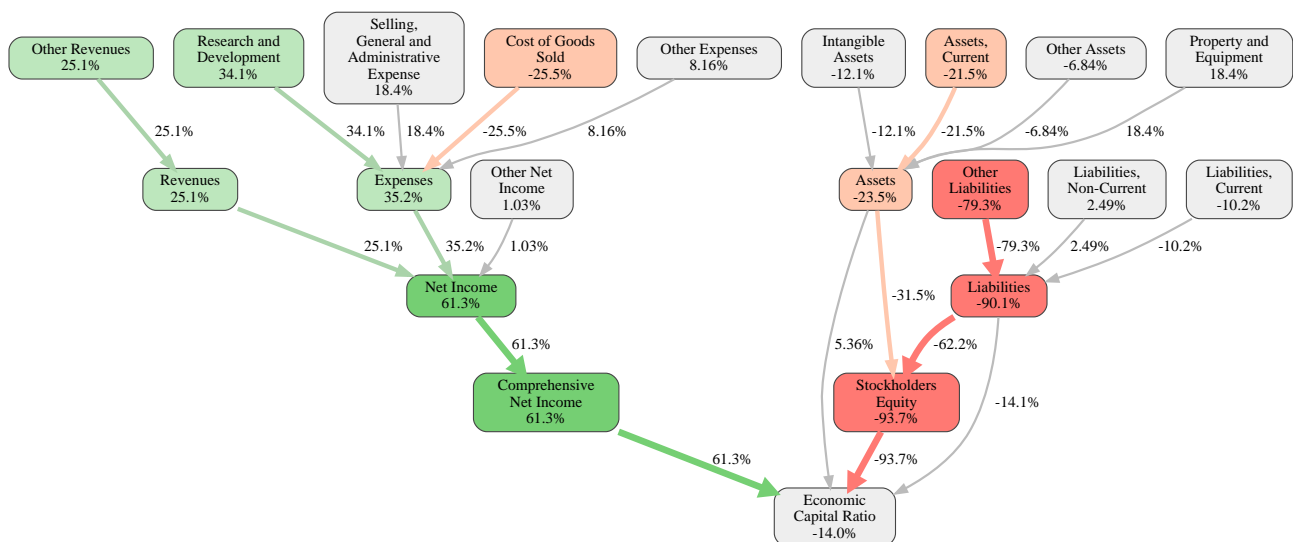 Other Revenues
25.1%
Research and
Development
34.1%
Selling,
General and
Administrative
Expense
18.4%
Cost of Goods
Sold
-25.5%
Other Expenses
8.16%
Intangible
Assets
-12.1%
Assets,
Current
-21.5%
Other Assets
-6.84%
Property and
Equipment
18.4%
25.1%
34.1%
18.4%
-25.5%
8.16%
-12.1%
-21.5%
-6.84%
18.4%
Revenues
25.1%
Expenses
35.2%
Other Net
Income
1.03%
Assets
-23.5%
Other
Liabilities
-79.3%
Liabilities,
Non-Current
2.49%
Liabilities,
Current
-10.2%
25.1%
35.2%
1.03%
-79.3%
2.49%
-10.2%
Net Income
61.3%
-31.5%
Liabilities
-90.1%
61.3%
5.36%
-62.2%
Comprehensive
Net Income
61.3%
Stockholders
Equity
-93.7%
-14.1%
61.3%
-93.7%
Economic
Capital Ratio
-14.0%